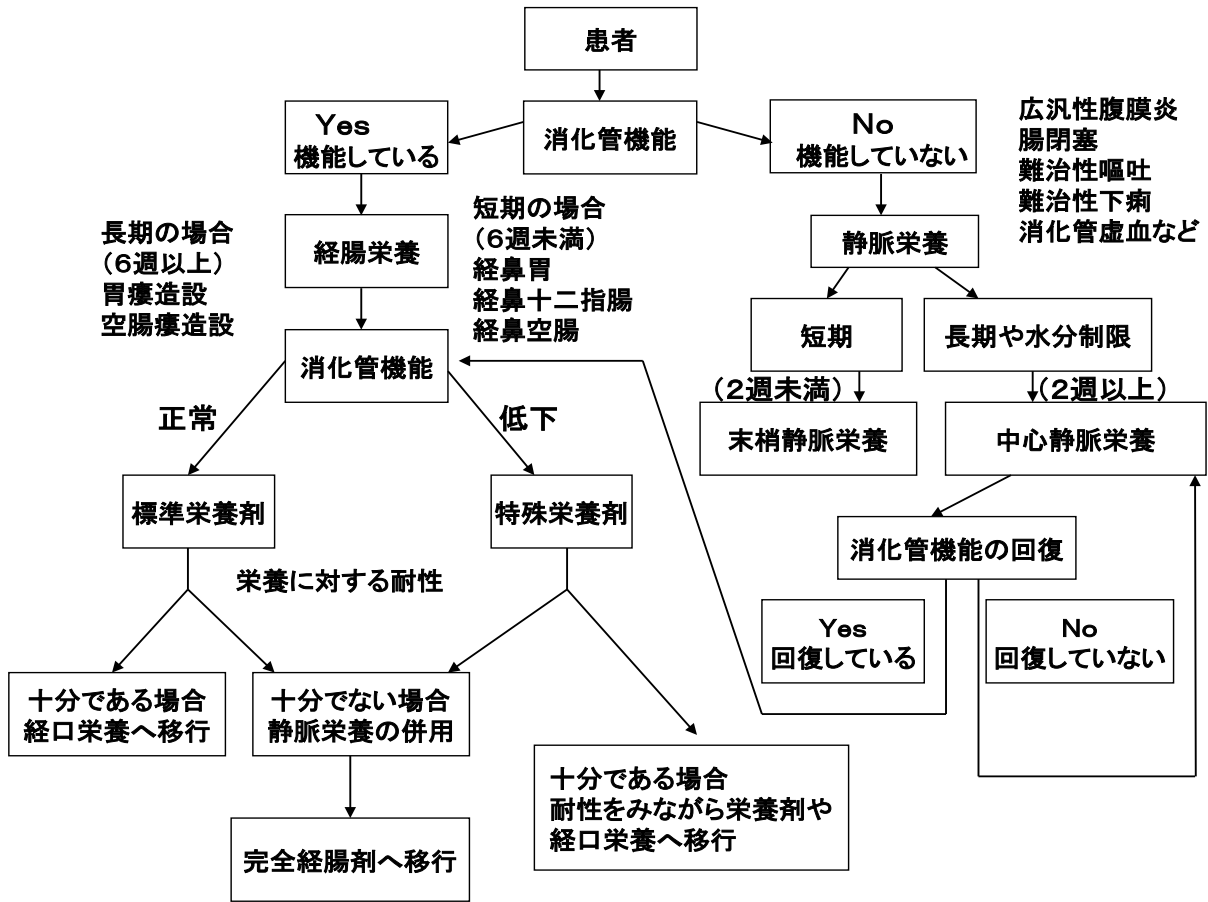 患者
消化管機能
Yes
機能している
No
機能していない
広汎性腹膜炎
腸閉塞
難治性嘔吐
難治性下痢
消化管虚血など
長期の場合
(6週以上)
胃瘻造設
空腸瘻造設
経腸栄養
短期の場合
(6週未満)
経鼻胃
経鼻十二指腸
経鼻空腸
静脈栄養
短期
長期や水分制限
消化管機能
(2週未満)
(2週以上)
正常
低下
末梢静脈栄養
中心静脈栄養
標準栄養剤
特殊栄養剤
消化管機能の回復
栄養に対する耐性
Yes
回復している
No
回復していない
十分である場合
経口栄養へ移行
十分でない場合
静脈栄養の併用
十分である場合
耐性をみながら栄養剤や
経口栄養へ移行
完全経腸剤へ移行